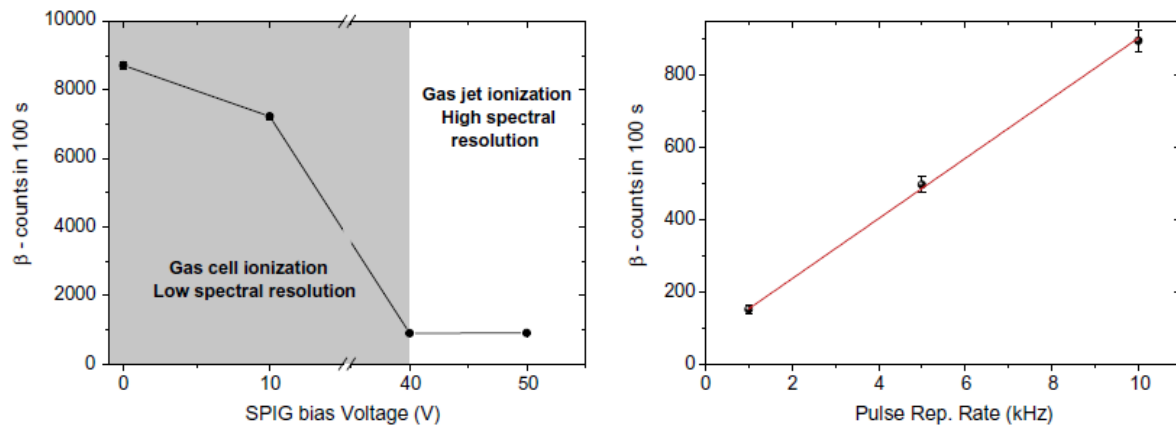 10000
8000
6000
4000
2000
0
β - counts in 100 s
Gas cell ionization
Low spectral resolution
Gas jet ionization
High spectral
resolution
0
10
40
50
SPIG bias Voltage (V)
800
600
400
200
0
β - counts in 100 s
0
2
4
6
8
10
Pulse Rep. Rate (kHz)